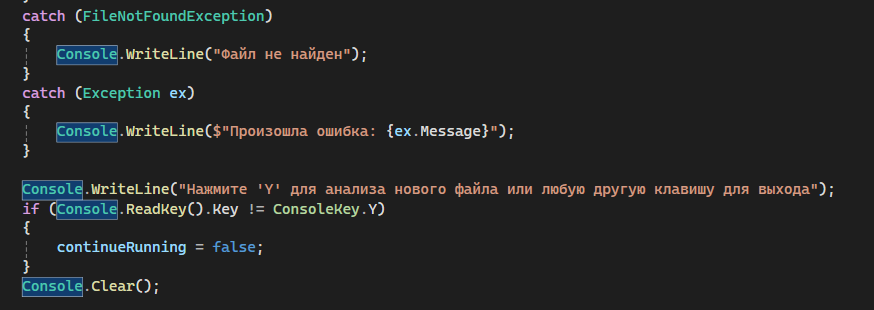 catch (FileNotFoundException)
{
    Console.WriteLine("Файл не найден");
}
catch (Exception ex)
{
    Console.WriteLine($"Произошла ошибка: {ex.Message}");
}

Console.WriteLine("Нажмите 'Y' для анализа нового файла или любую другую клавишу для выхода");
if (Console.ReadKey().Key != ConsoleKey.Y)
{
    continueRunning = false;
}
Console.Clear();